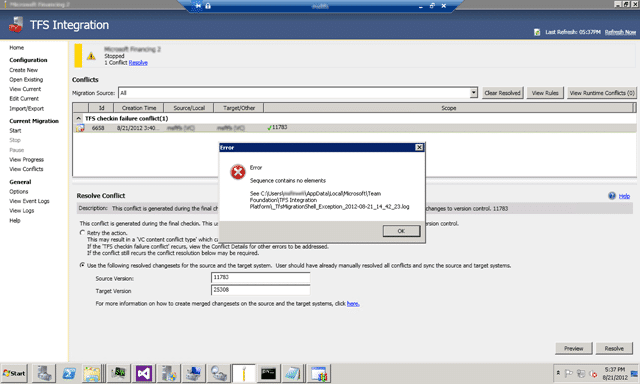 Microsoft Financing 2
TFS Integration
Last Refresh: 05:37PM Refresh Now
Home
Configuration
Create New
Open Existing
View Current
Edit Current
Import/Export
Current Migration
Start
Stop
Pause
View Progress
View Conflicts
General
Options
View Event Logs
View Logs
Help
Microsoft Financing 2
Stopped
1 Conflict Resolve
Conflicts
Migration Source: All
Clear Resolved
View Rules
View Runtime Conflicts (0)
Id Creation Time Source/Local Target/Other Scope
TFS checkin failure conflict(1)
6658 8/21/2012 3:40... (VC) (VC) 11783
Error
Error
Sequence contains no elements
See C:\Users\
\AppData\Local\Microsoft\Team
Foundation\TFS Integration
Platform\_TfsMigrationShell_Exception_2012-08-21_14_42_23.log
OK
Resolve Conflict
Help
Description: This conflict is generated during the final checkin
changes to version control. 11783
This conflict is generated during the final checkin. This us
version control.
Retry the action.
This may result in a 'VC content conflict type' which c
If the 'TFS checkin failure conflict' recurs, view the Conflict Details for other errors to be addressed.
If the conflict still recurs the conflict resolution below may be required.
Use the following resolved changesets for the source and the target system. User should have already manually resolved all conflicts and sync the source and target systems.
Source Version: 11783
Target Version 25308
For more information on how to create merged changesets on the source and the target systems, click here.
Preview
Resolve
Start
5:37 PM
8/21/2012